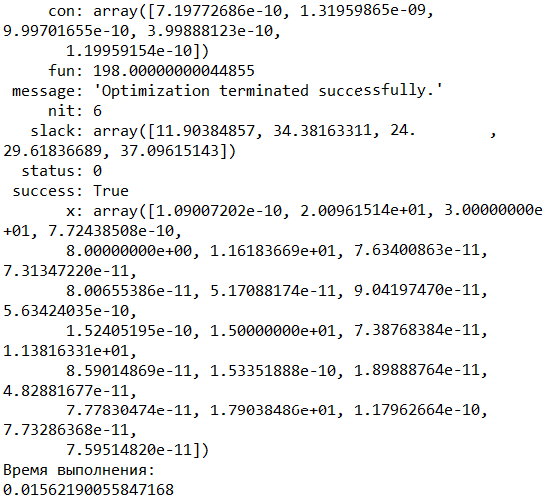 con: array([7.19772686e-10, 1.31959865e-09,
9.99701655e-10, 3.99888123e-10,
1.19959154e-10])
fun: 198.00000000044855
message: 'Optimization terminated successfully.'
nit: 6
slack: array([11.90384857, 34.38163311, 24. ,
29.61836689, 37.09615143])
status: 0
success: True
x: array([1.09007202e-10, 2.00961514e+01, 3.00000000e
+01, 7.72438508e-10,
8.00000000e+00, 1.16183669e+01, 7.63400863e-11,
7.31347220e-11,
8.00655386e-11, 5.17088174e-11, 9.04197470e-11,
5.63424035e-10,
1.52405195e-10, 1.50000000e+01, 7.38768384e-11,
1.13816331e+01,
8.59014869e-11, 1.53351888e-10, 1.89888764e-11,
4.82881677e-11,
7.77830474e-11, 1.79038486e+01, 1.17962664e-10,
7.73286368e-11,
7.59514820e-11])
Время выполнения:
0.01562190055847168